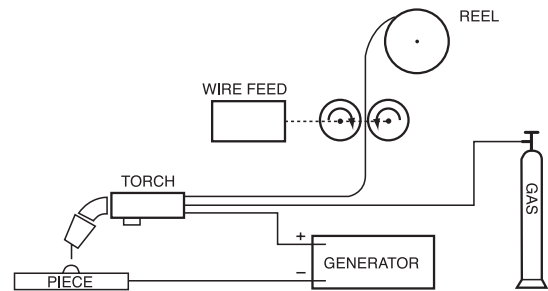 REEL
WIRE FEED
TORCH
GAS
+
GENERATOR
−
PIECE